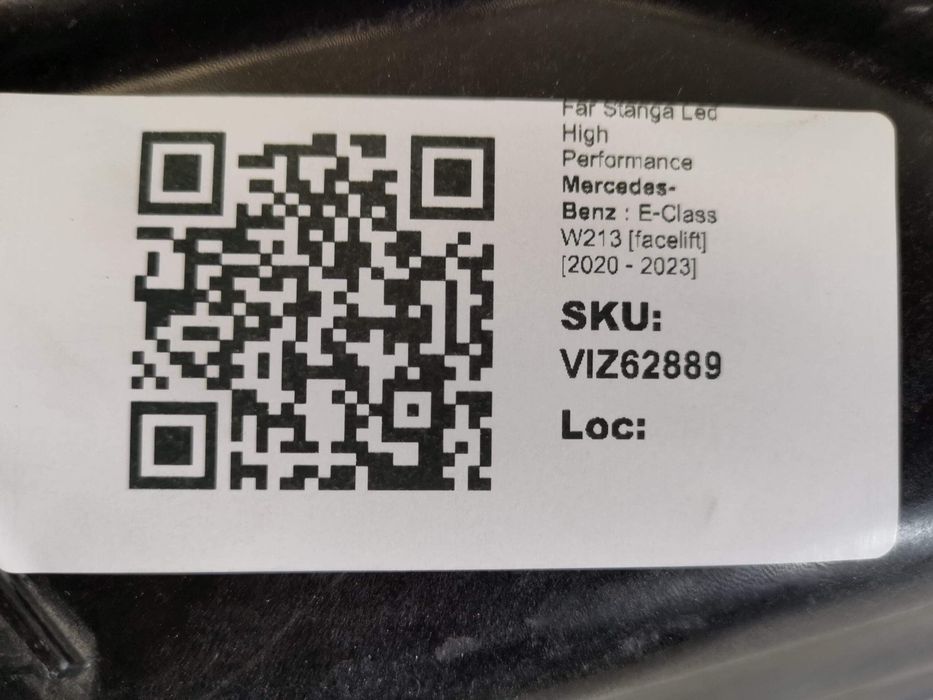 Far Stanga Led
High
Performance
Mercedes-
Benz : E-Class
W213 [facelift]
[2020 - 2023]
SKU:
VIZ62889
Loc: